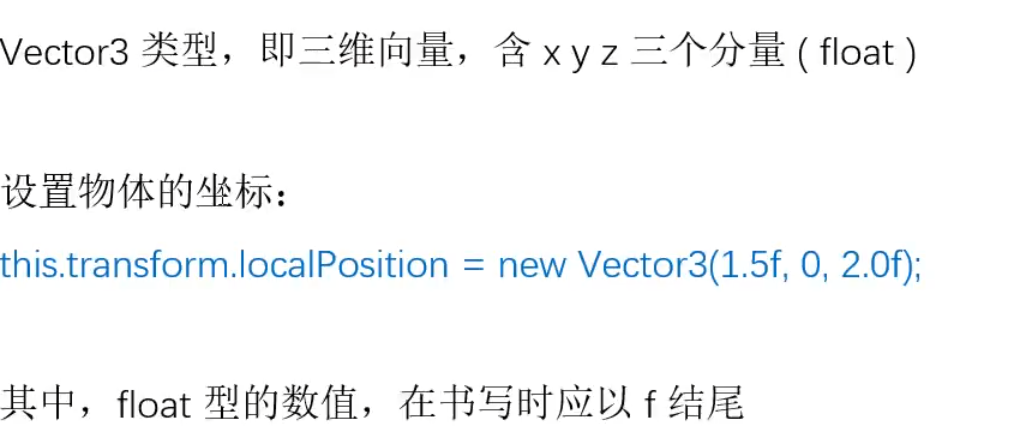 Vector3 类型，即三维向量，含 x y z 三个分量 ( float )
设置物体的坐标：
this.transform.localPosition = new Vector3(1.5f, 0, 2.0f);
其中，float 型的数值，在书写时应以 f 结尾